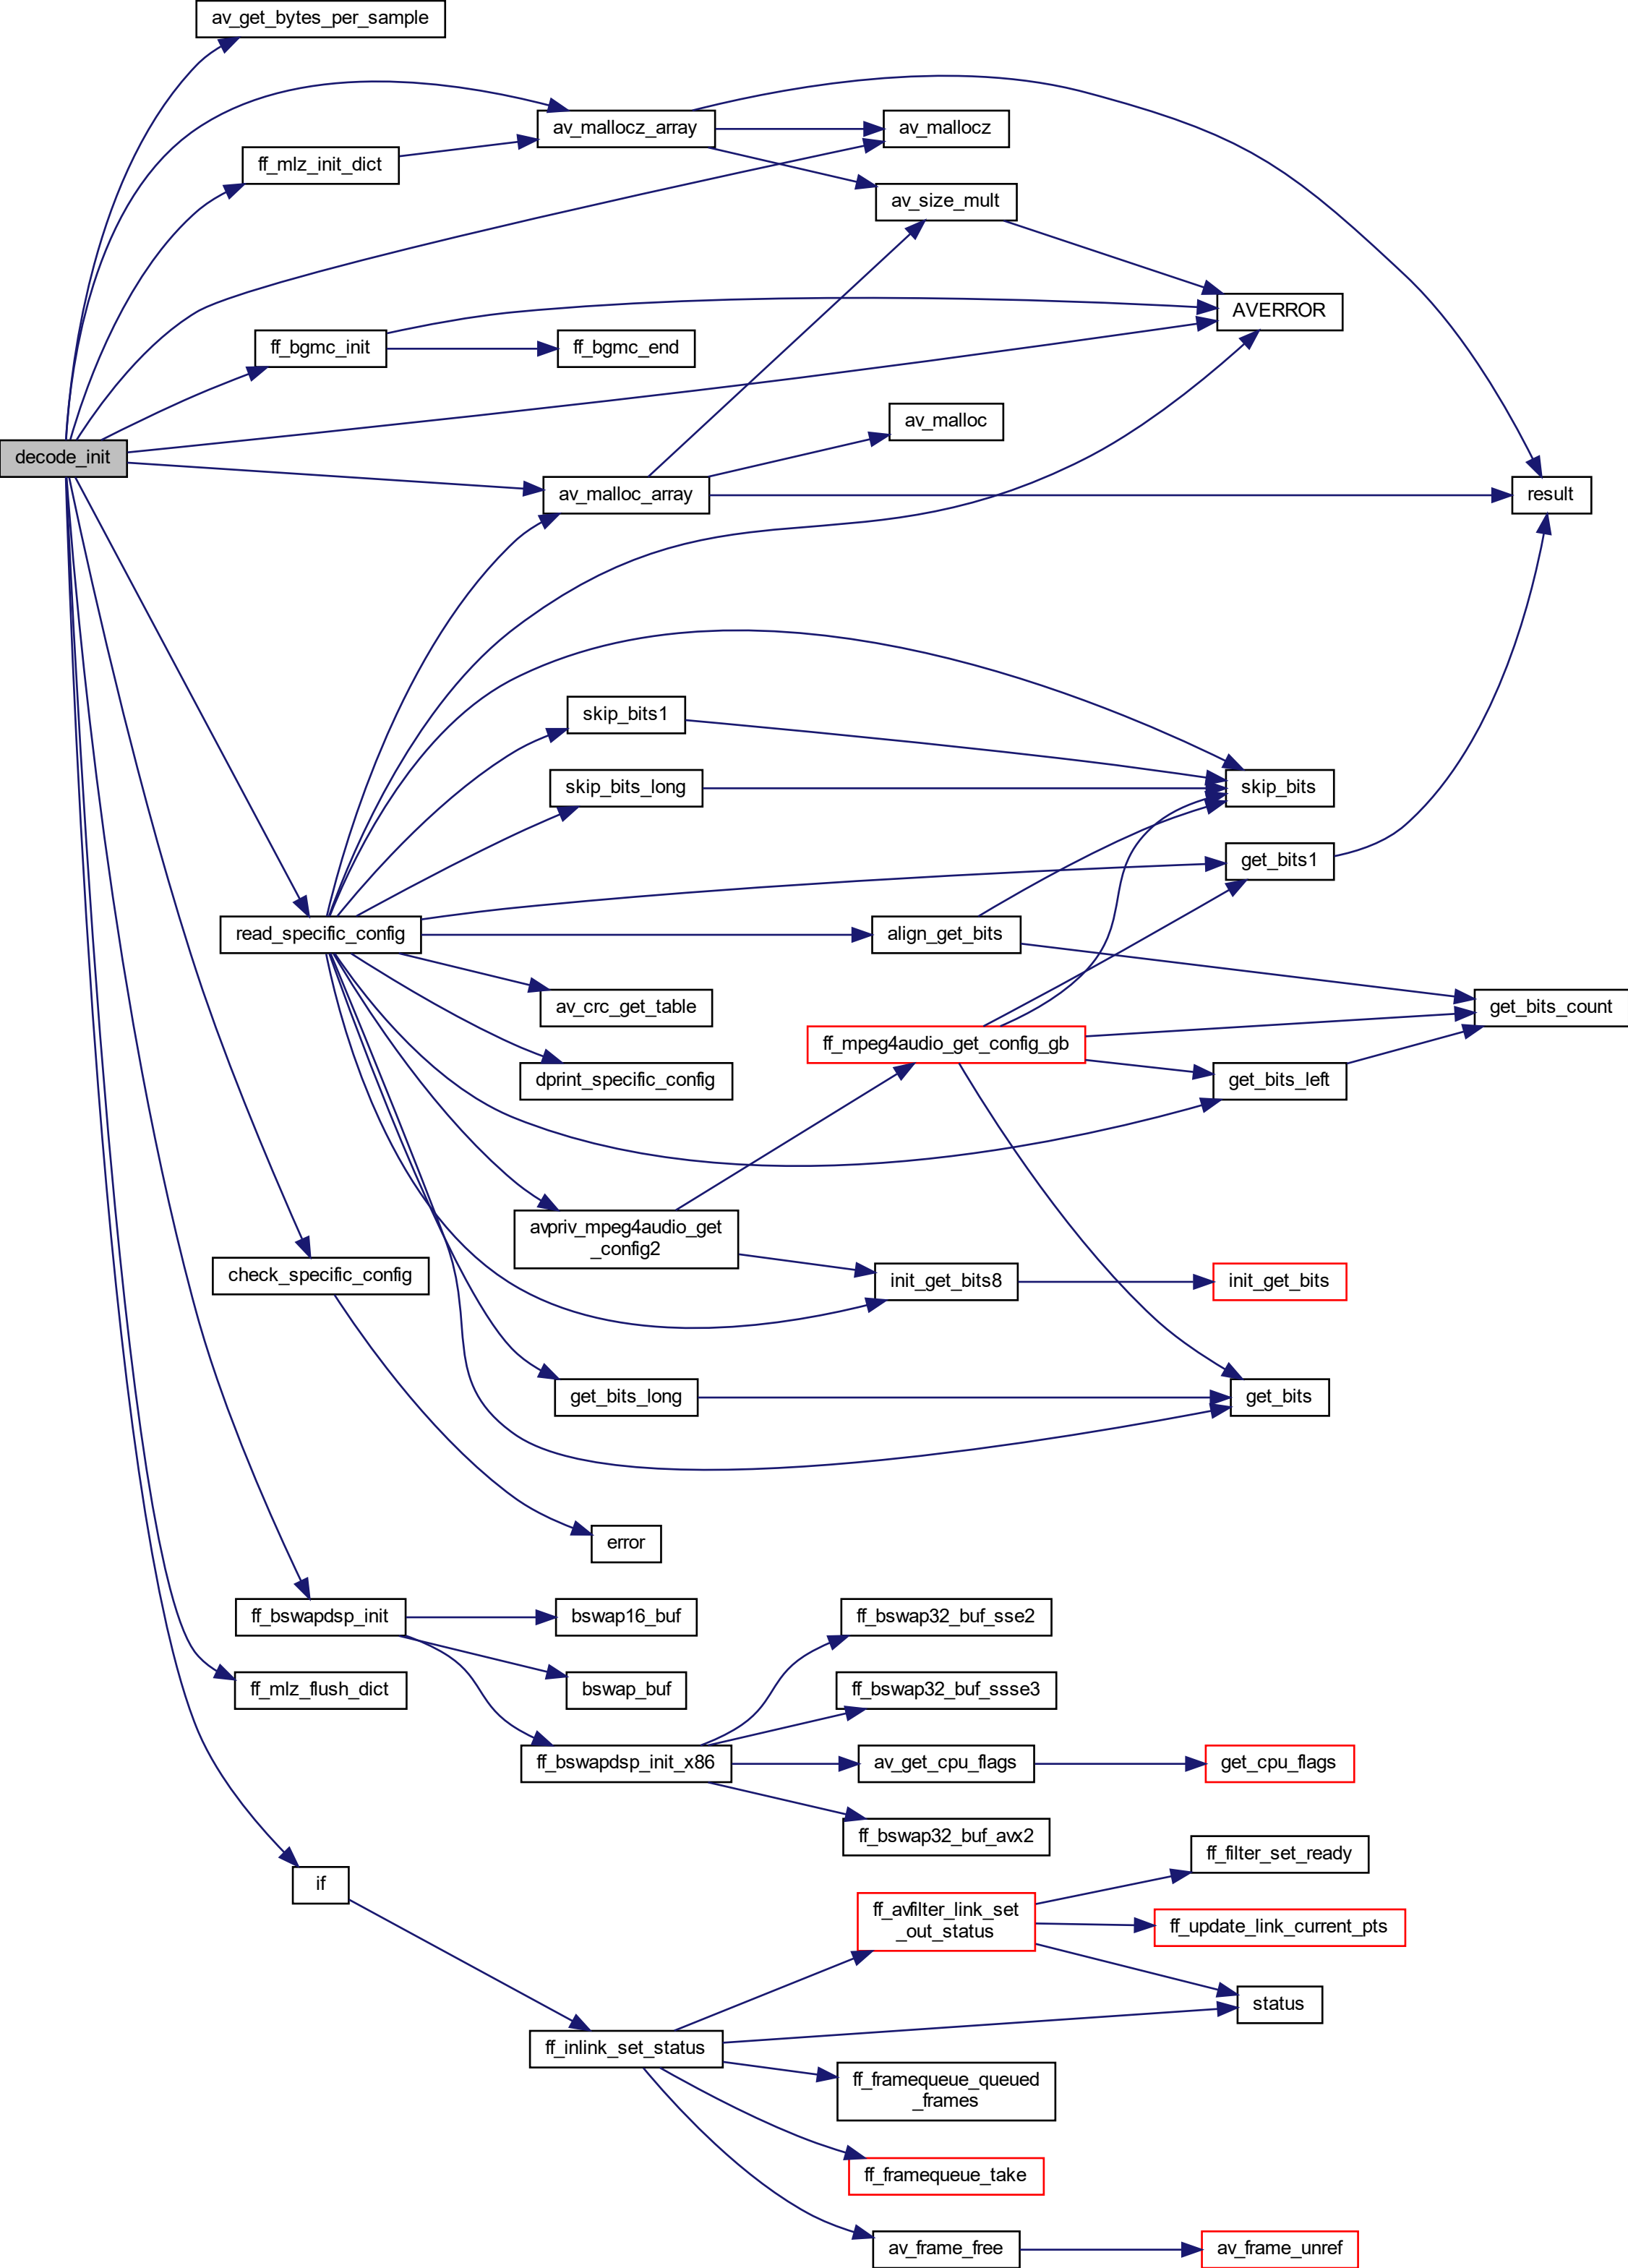 av_get_bytes_per_sample
av_mallocz_array
av_mallocz
ff_mlz_init_dict
av_size_mult
AVERROR
ff_bgmc_init
ff_bgmc_end
av_malloc
decode_init
av_malloc_array
result
skip_bits1
skip_bits_long
skip_bits
get_bits1
read_specific_config
align_get_bits
av_crc_get_table
get_bits_count
ff_mpeg4audio_get_config_gb
dprint_specific_config
get_bits_left
avpriv_mpeg4audio_get
_config2
check_specific_config
init_get_bits8
init_get_bits
get_bits_long
get_bits
error
ff_bswapdsp_init
bswap16_buf
ff_bswap32_buf_sse2
ff_mlz_flush_dict
bswap_buf
ff_bswap32_buf_ssse3
ff_bswapdsp_init_x86
av_get_cpu_flags
get_cpu_flags
ff_bswap32_buf_avx2
ff_filter_set_ready
if
ff_avfilter_link_set
_out_status
ff_update_link_current_pts
status
ff_inlink_set_status
ff_framequeue_queued
_frames
ff_framequeue_take
av_frame_free
av_frame_unref